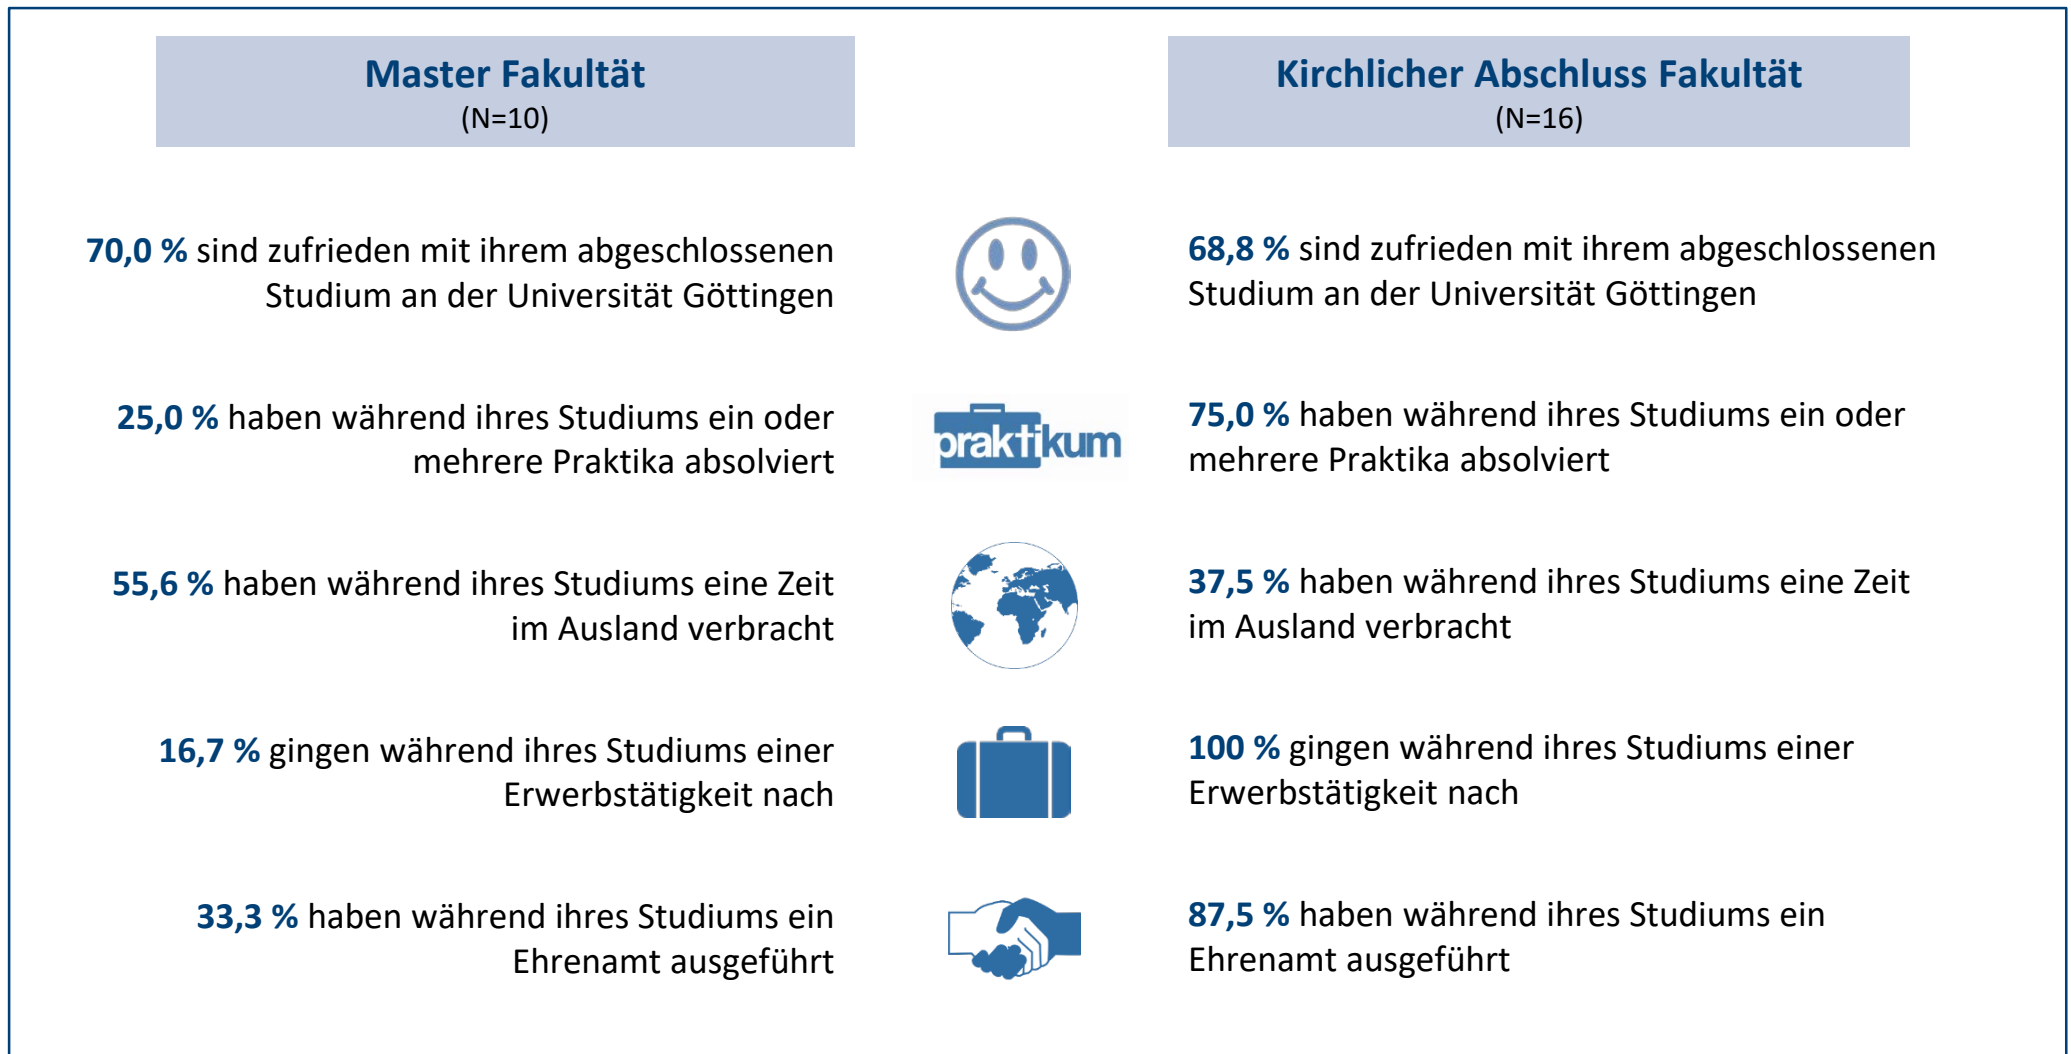 Master Fakultät
(N=10)
Kirchlicher Abschluss Fakultät
(N=16)
70,0 % sind zufrieden mit ihrem abgeschlossenen
Studium an der Universität Göttingen
68,8 % sind zufrieden mit ihrem abgeschlossenen
Studium an der Universität Göttingen
25,0 % haben während ihres Studiums ein oder
mehrere Praktika absolviert
praktikum
75,0 % haben während ihres Studiums ein oder
mehrere Praktika absolviert
55,6 % haben während ihres Studiums eine Zeit
im Ausland verbracht
37,5 % haben während ihres Studiums eine Zeit
im Ausland verbracht
16,7 % gingen während ihres Studiums einer
Erwerbstätigkeit nach
100 % gingen während ihres Studiums einer
Erwerbstätigkeit nach
33,3 % haben während ihres Studiums ein
Ehrenamt ausgeführt
87,5 % haben während ihres Studiums ein
Ehrenamt ausgeführt